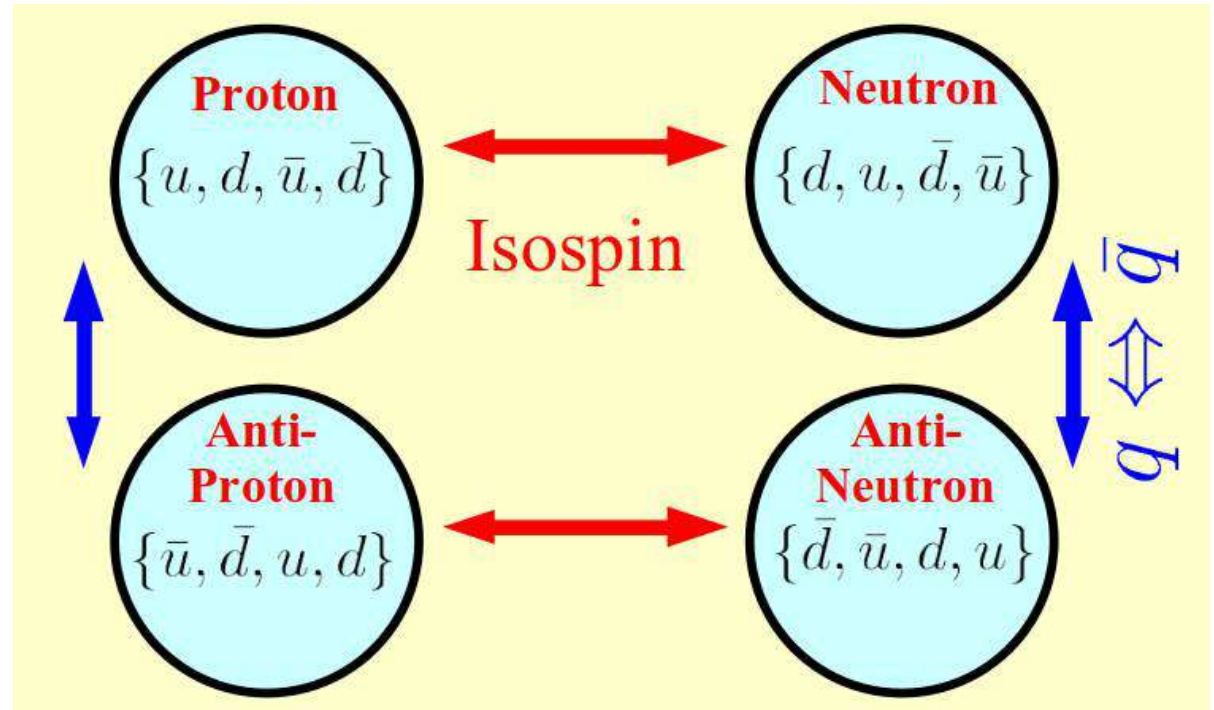 Proton
{u, d, ū, d̄}
Neutron
{d, u, d̄, ū}
Isospin
q ⇔ q̄
Anti-
Proton
{ū, d̄, u, d}
Anti-
Neutron
{d̄, ū, d, u}